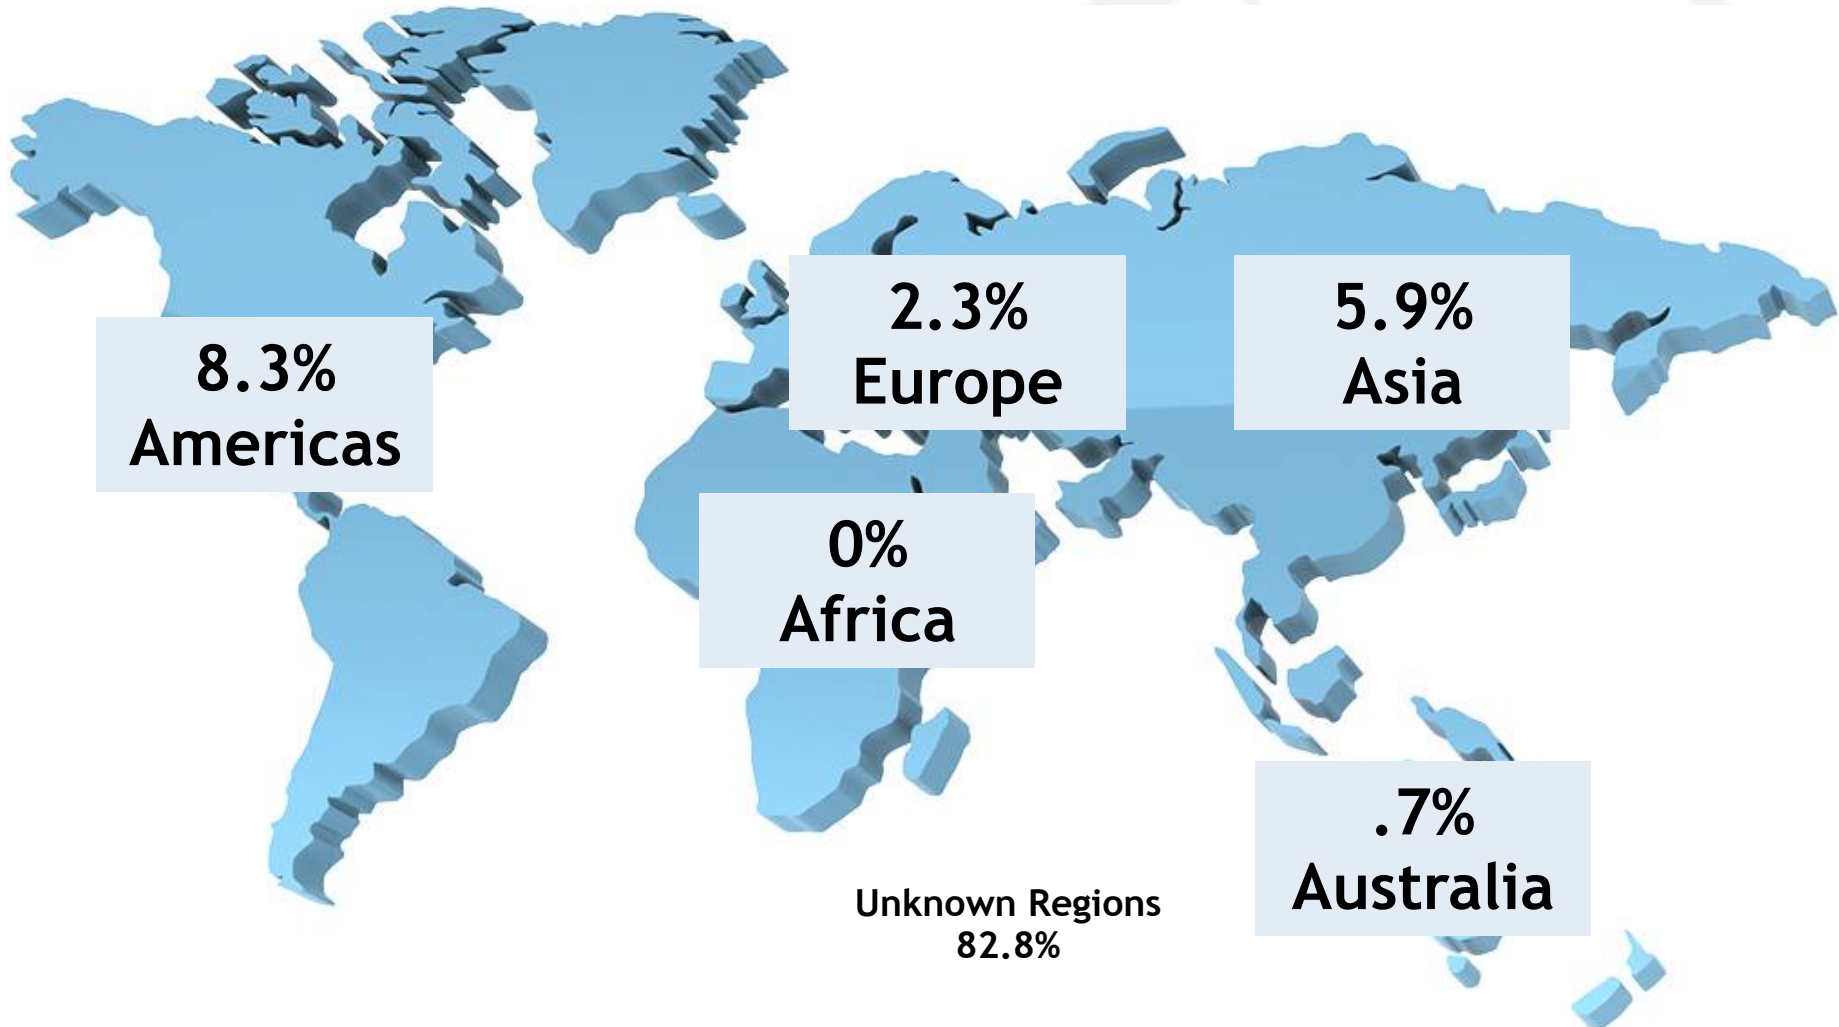 8.3%
Americas
2.3%
Europe
5.9%
Asia
0%
Africa
.7%
Australia
Unknown Regions
82.8%